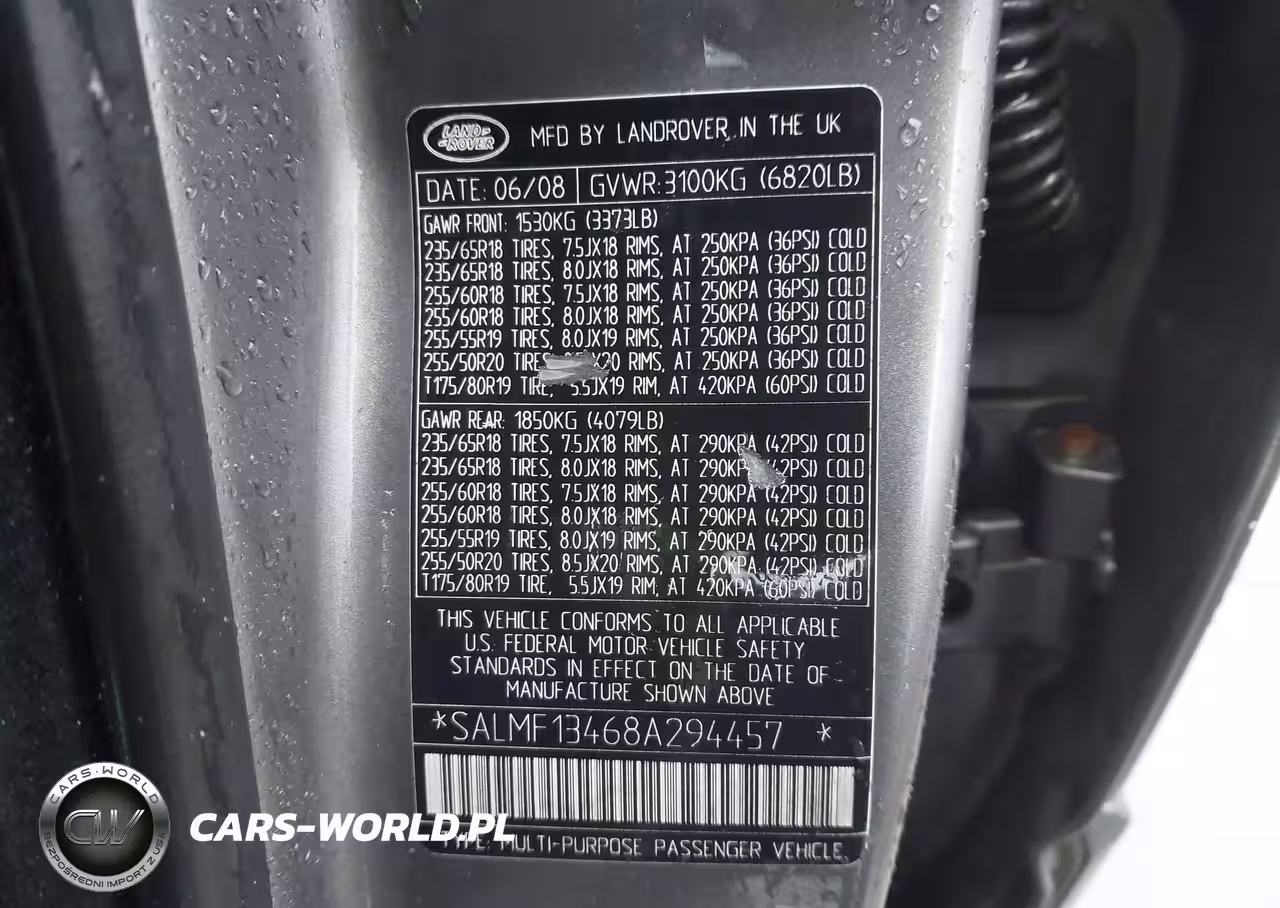 LAND-
-ROVER
MFD BY LANDROVER IN THE UK
DATE: 06/08 GVWR:3100KG (6820LB)
GAWR FRONT: 1530KG (3373LB)
235/65R18 TIRES, 7.5JX18 RIMS, AT 250KPA (36PSI) COLD
235/65R18 TIRES, 8.0JX18 RIMS, AT 250KPA (36PSI) COLD
255/60R18 TIRES, 7.5JX18 RIMS, AT 250KPA (36PSI) COLD
255/60R18 TIRES, 8.0JX18 RIMS, AT 250KPA (36PSI) COLD
255/55R19 TIRES, 8.0JX19 RIMS, AT 250KPA (36PSI) COLD
255/50R20 RIMS, AT 250KPA (36PSI) COLD
T175/80R19 TIRE, 5.5JX19 RIM, AT 420KPA (60PSI) COLD
GAWR REAR: 1850KG (4079LB)
235/65R18 TIRES, 7.5JX18 RIMS, AT 290KPA (42PSI) COLD
235/65R18 TIRES, 8.0JX18 RIMS, AT 290KPA (42PSI) COLD
255/60R18 TIRES, 7.5JX18 RIMS, AT 290KPA (42PSI) COLD
255/60R18 TIRES, 8.0JX18 RIMS, AT 290KPA (42PSI) COLD
255/55R19 TIRES, 8.0JX19 RIMS, AT 290KPA (42PSI) COLD
255/50R20 TIRES, 8.5JX20 RIMS, AT 290KPA (42PSI) COLD
T175/80R19 TIRE, 5.5JX19 RIM, AT 420KPA (60PSI) COLD
THIS VEHICLE CONFORMS TO ALL APPLICABLE
U.S. FEDERAL MOTOR VEHICLE SAFETY
STANDARDS IN EFFECT ON THE DATE OF
MANUFACTURE SHOWN ABOVE
*SALMF13468A294457 *
TYPE: MULTI-PURPOSE PASSENGER VEHICLE
CARS-WORLD
CW
BEZPOŚREDNI IMPORT Z USA
CARS-WORLD.PL